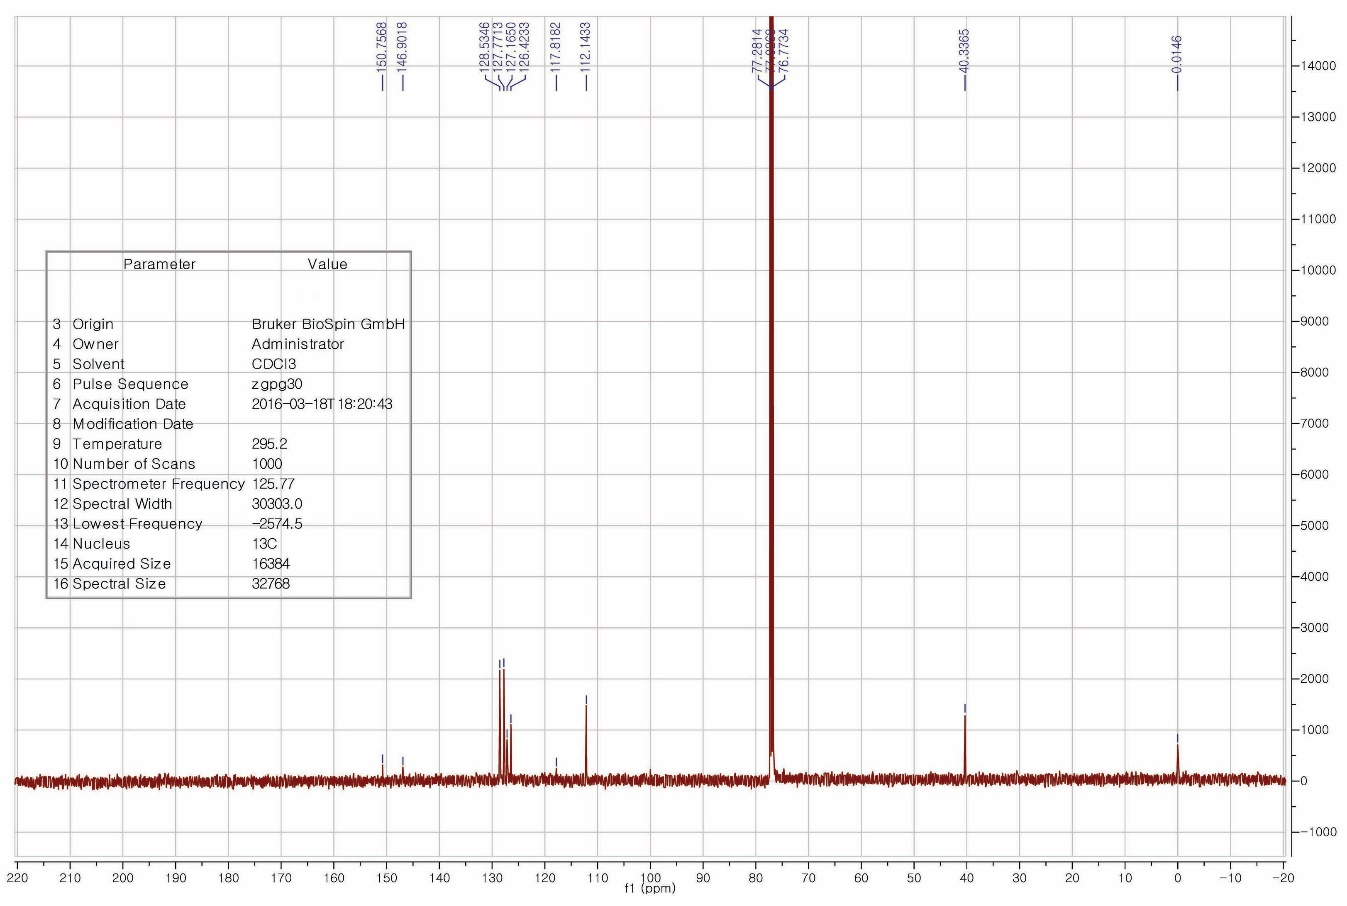 150.7568
146.9018
128.5346
127.7713
127.1650
126.4233
117.8182
112.1433
77.2814
76.7734
40.3365
0.0146
14000
13000
12000
11000
10000
9000
8000
7000
6000
5000
4000
3000
2000
1000
0
-1000
Parameter Value
3 Origin Bruker BioSpin GmbH
4 Owner Administrator
5 Solvent CDCl3
6 Pulse Sequence zgpg30
7 Acquisition Date 2016-03-18T18:20:43
8 Modification Date
9 Temperature 295.2
10 Number of Scans 1000
11 Spectrometer Frequency 125.77
12 Spectral Width 30303.0
13 Lowest Frequency -2574.5
14 Nucleus 13C
15 Acquired Size 16384
16 Spectral Size 32768
220 210 200 190 180 170 160 150 140 130 120 110 100 90 80 70 60 50 40 30 20 10 0 -10 -20
f1 (ppm)